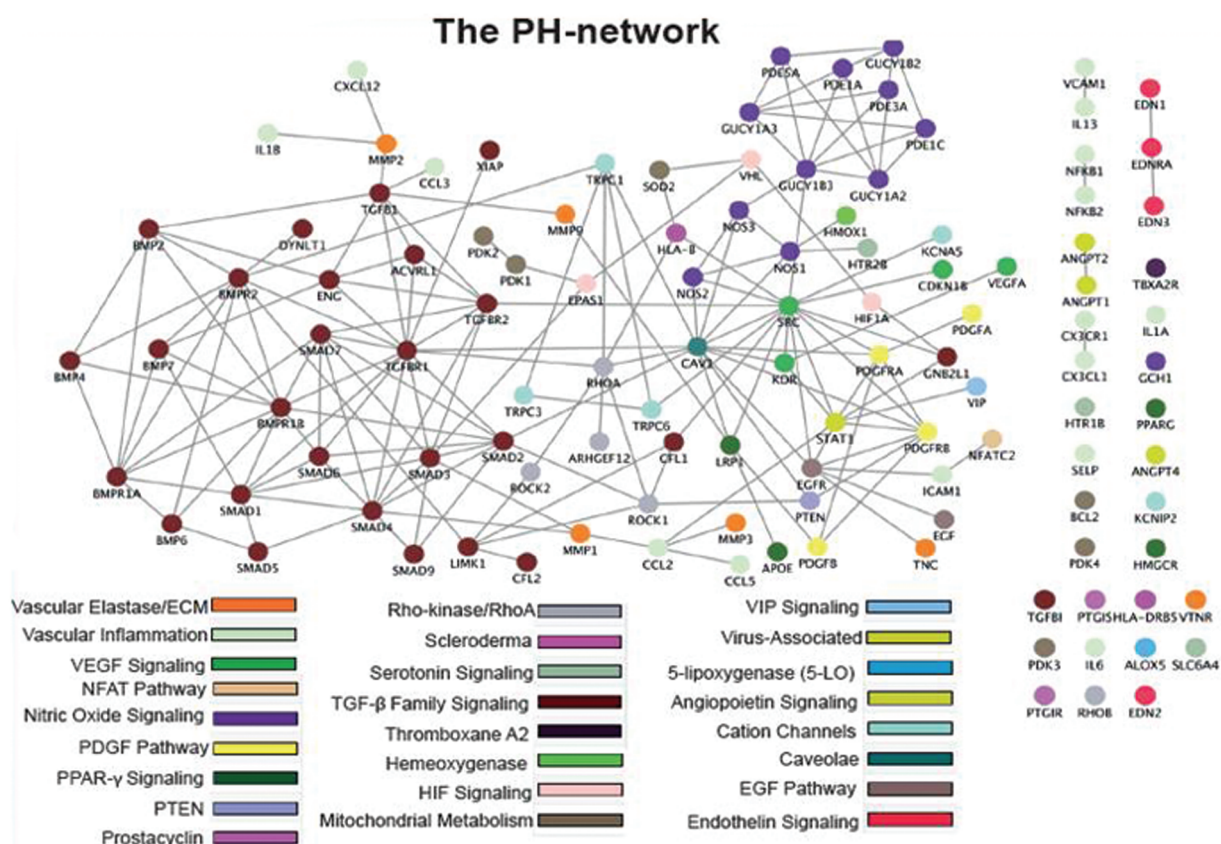 The PH-network
CXCL12
IL1B
MMP2
CCL3
XIAP
TGFB1
BMP2
DYNLT1
BMPR2
ENG
ACVRL1
PDK2
PDK1
MMP9
TRPC1
SOD2
VHL
HLA-B
EPAS1
TGFBR2
SMAD7
TGFBR1
BMP4
BMP7
BMPR1B
SMAD6
SMAD3
SMAD2
BMPR1A
SMAD1
SMAD4
BMP6
SMAD5
SMAD9
LIMK1
CFL2
ROCK2
ARHGEF12
CFL1
TRPC3
TRPC6
RHOA
ROCK1
MMP1
CCL2
MMP3
CCL5
APOE
PDGFB
TNC
PDE5A
PDE1A
GUCY1B2
PDE3A
GUCY1A3
PDE1C
GUCY1B3
GUCY1A2
NOS3
NOS1
NOS2
HMOX1
HTR2B
KCNA5
CDKN1B
VEGFA
SRC
HIF1A
PDGFA
CAV1
KDR
PDGFRA
GNB2L1
VIP
STAT1
PDGFRB
NFATC2
LRP1
EGFR
ICAM1
PTEN
EGF
VCAM1
IL13
NFKB1
NFKB2
ANGPT2
ANGPT1
CX3CR1
CX3CL1
HTR1B
SELP
BCL2
PDK4
EDN1
EDNRA
EDN3
TBXA2R
IL1A
GCH1
PPARG
ANGPT4
KCNIP2
HMGCR
TGFBI PTGIS HLA-DRB5 VTNR
PDK3 IL6 ALOX5 SLC6A4
PTGIR RHOB EDN2
Vascular Elastase/ECM
Vascular Inflammation
VEGF Signaling
NFAT Pathway
Nitric Oxide Signaling
PDGF Pathway
PPAR-γ Signaling
PTEN
Prostacyclin
Rho-kinase/RhoA
Scleroderma
Serotonin Signaling
TGF-β Family Signaling
Thromboxane A2
Hemeoxygenase
HIF Signaling
Mitochondrial Metabolism
VIP Signaling
Virus-Associated
5-lipoxygenase (5-LO)
Angiopoietin Signaling
Cation Channels
Caveolae
EGF Pathway
Endothelin Signaling